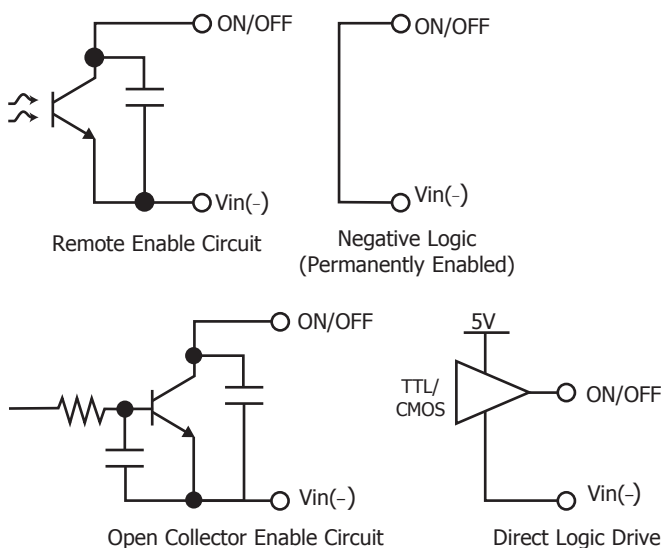 ON/OFF
Vin(–)
Remote Enable Circuit
ON/OFF
Vin(–)
Negative Logic
(Permanently Enabled)
ON/OFF
Vin(–)
Open Collector Enable Circuit
5V
TTL/
CMOS
ON/OFF
Vin(–)
Direct Logic Drive